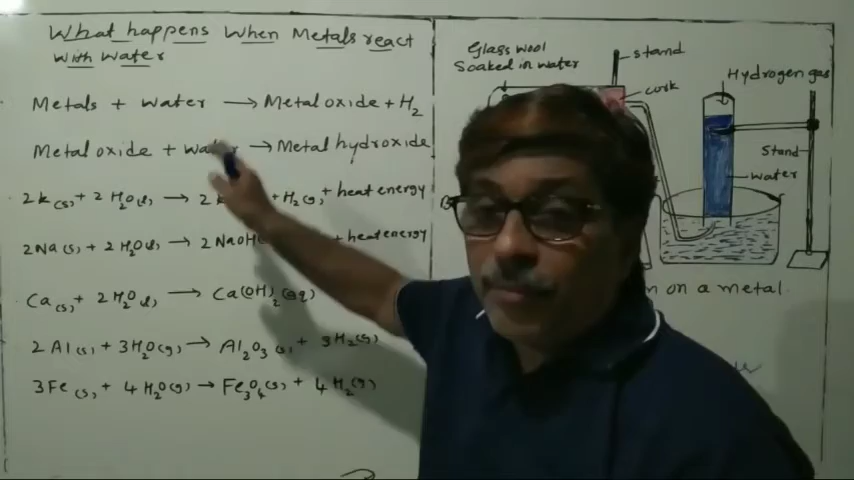 What happens When Metals react
With Water
Metals + Water → Metal oxide + H₂
Metal oxide + water → Metal hydroxide
2K(s) + 2H₂O(l) → 2K + H₂(g) + heat energy
2Na(s) + 2H₂O(l) → 2NaOH + heat energy
Ca(s) + 2H₂O(l) → Ca(OH)₂(aq)
2Al(s) + 3H₂O(g) → Al₂O₃(s) + 3H₂(g)
3Fe(s) + 4H₂O(g) → Fe₃O₄(s) + 4H₂(g)
Glass wool
Soaked in water
stand
cork
Hydrogen gas
Stand
water
on a metal